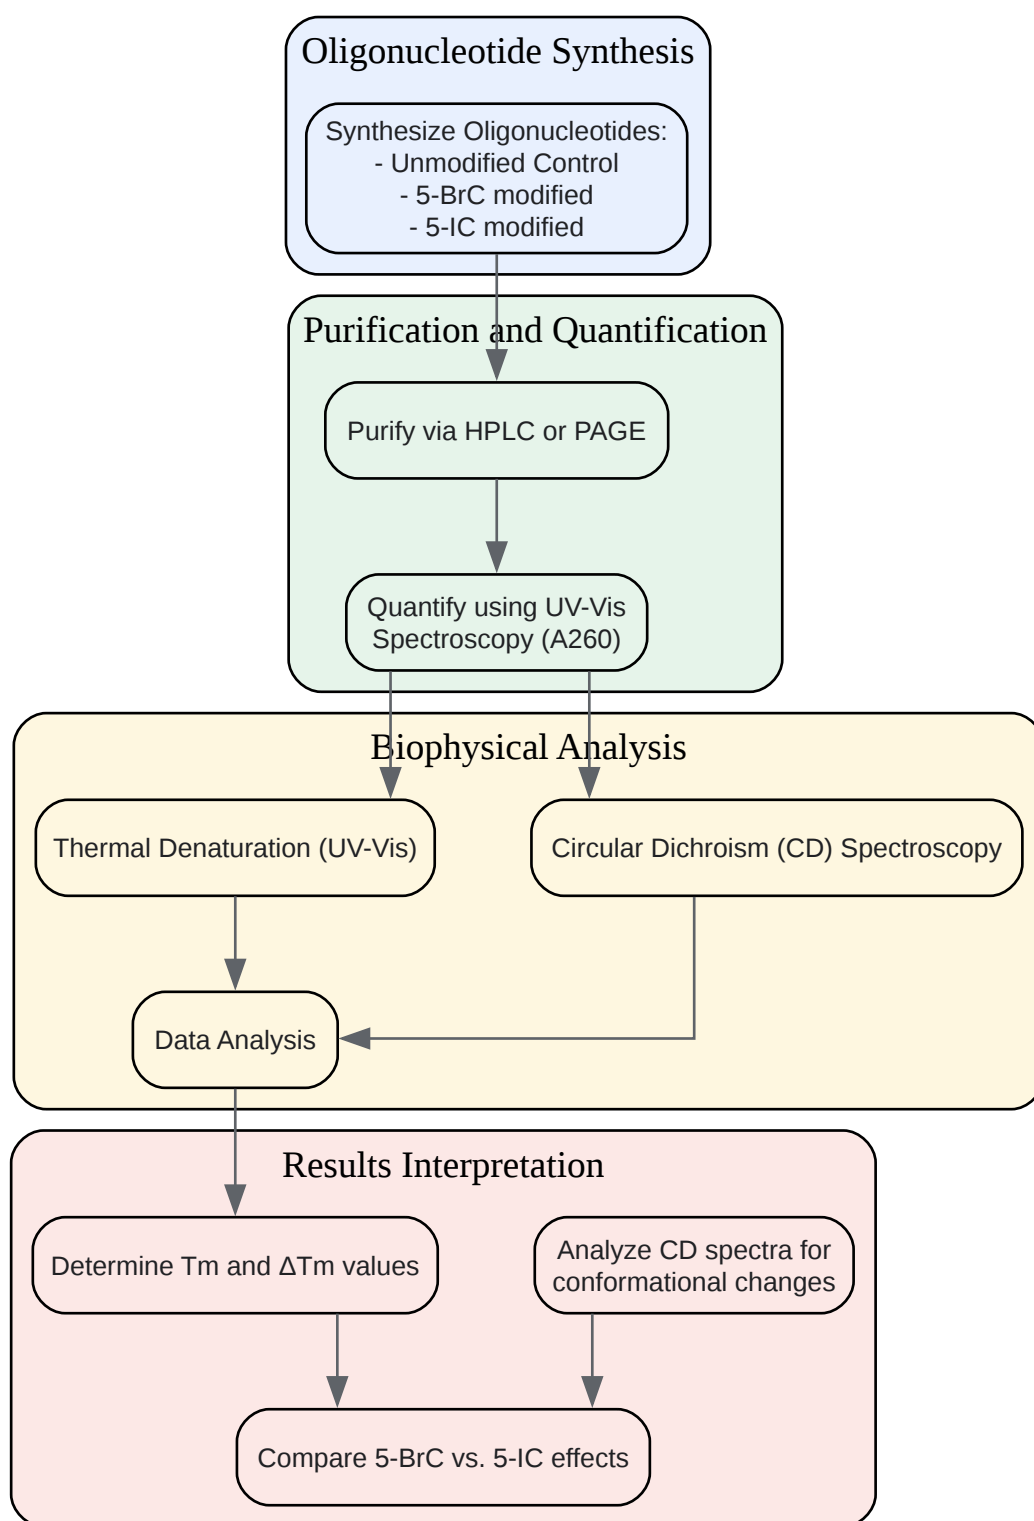 Oligonucleotide Synthesis
Synthesize Oligonucleotides:
- Unmodified Control
- 5-BrC modified
- 5-IC modified
Purification and Quantification
Purify via HPLC or PAGE
Quantify using UV-Vis
Spectroscopy (A260)
Biophysical Analysis
Thermal Denaturation (UV-Vis)
Circular Dichroism (CD) Spectroscopy
Data Analysis
Results Interpretation
Determine Tm and ΔTm values
Analyze CD spectra for
conformational changes
Compare 5-BrC vs. 5-IC effects